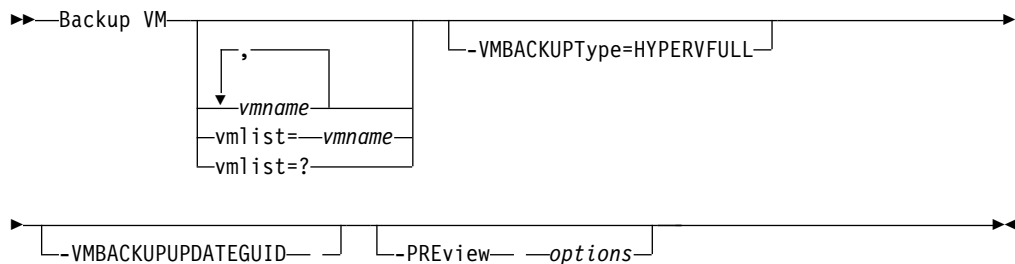 Backup VM
-VMBACKUPType=HYPERVFULL
,
vmname
vmlist= vmname
vmlist=?
-VMBACKUPUPDATEGUID
-PREview options